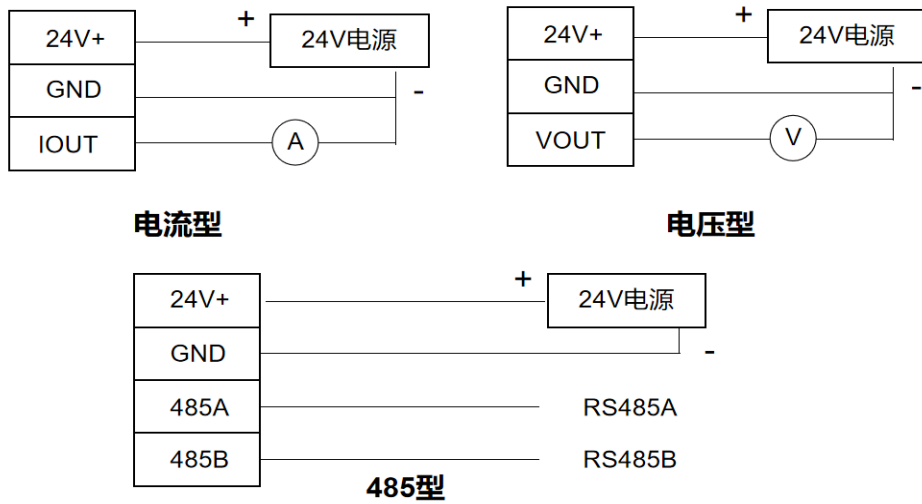 24V+
+
24V电源
GND
-
IOUT
A
电流型
24V+
+
24V电源
GND
-
VOUT
V
电压型
24V+
+
24V电源
GND
-
485A
RS485A
485B
RS485B
485型